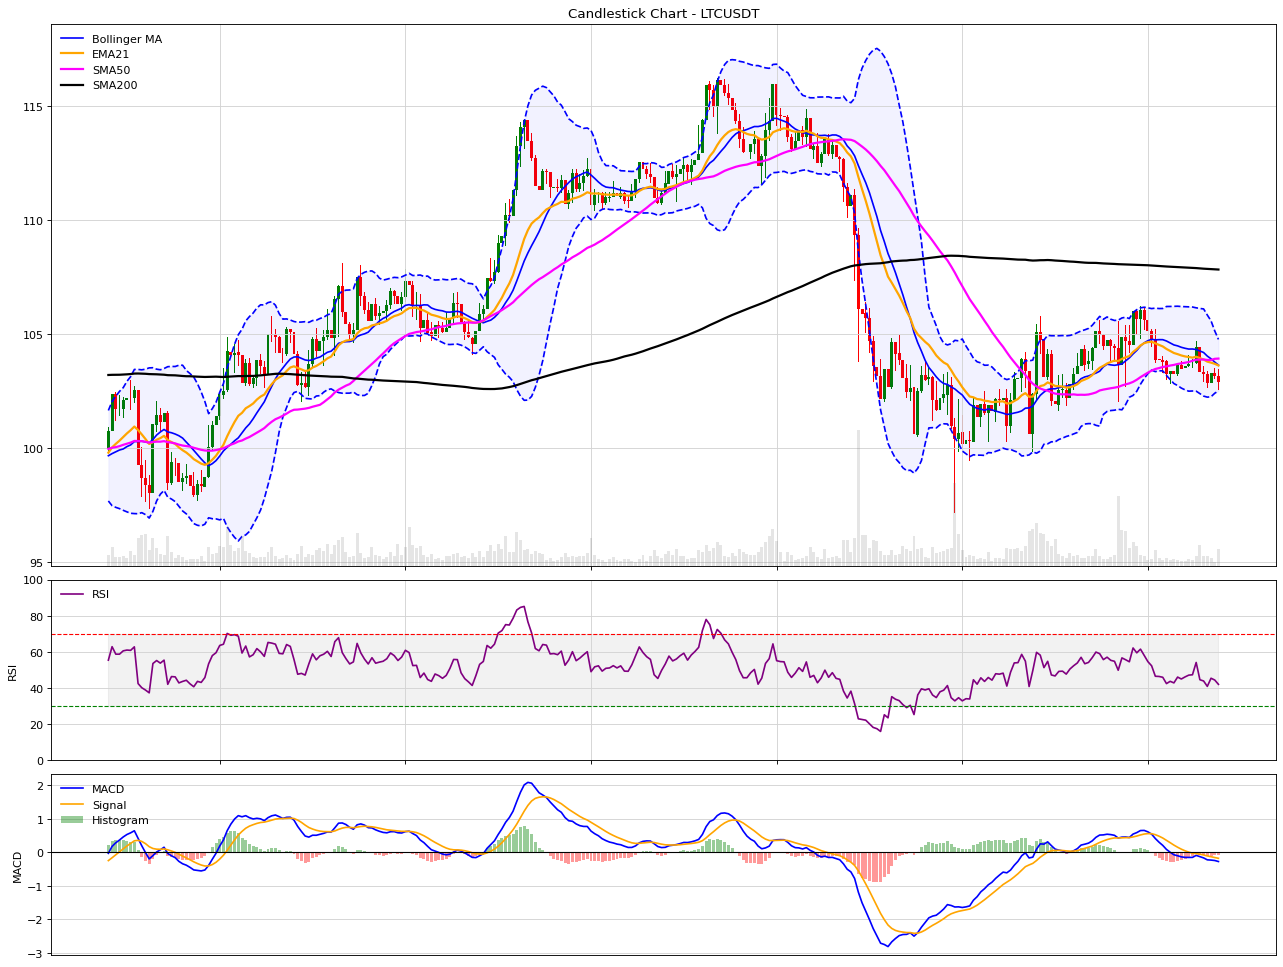 Candlestick Chart - LTCUSDT
Bollinger MA
EMA21
SMA50
SMA200
115
110
105
100
95
RSI
100
80
60
40
20
0
RSI
MACD
Signal
Histogram
2
1
0
−1
−2
−3
MACD